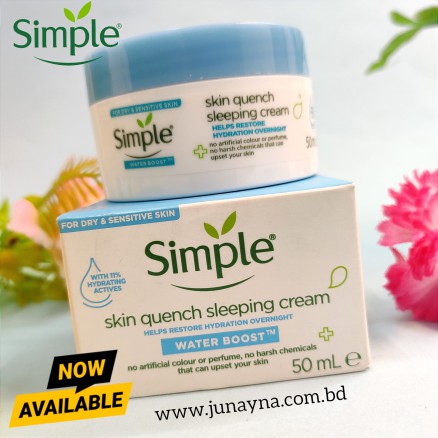 Simple®
FOR DRY & SENSITIVE SKIN
Simple®
WATER BOOST™
skin quench
sleeping cream
HELPS RESTORE
HYDRATION OVERNIGHT
no artificial colour or perfume,
no harsh chemicals that can
upset your skin
FOR DRY & SENSITIVE SKIN
WITH 11%
HYDRATING
ACTIVES
Simple®
skin quench sleeping cream
HELPS RESTORE HYDRATION OVERNIGHT
WATER BOOST™
no artificial colour or perfume, no harsh chemicals
that can upset your skin
50 mL e
NOW
AVAILABLE
www.junayna.com.bd